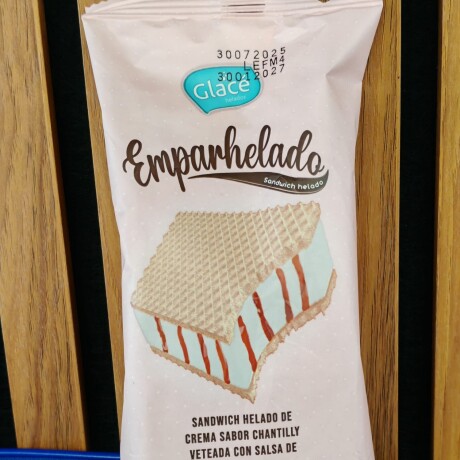 30072025
LEFM4
30012027
Glacé
Emparhelado
Sandwich helado
SANDWICH HELADO DE
CREMA SABOR CHANTILLY
VETEADA CON SALSA DE